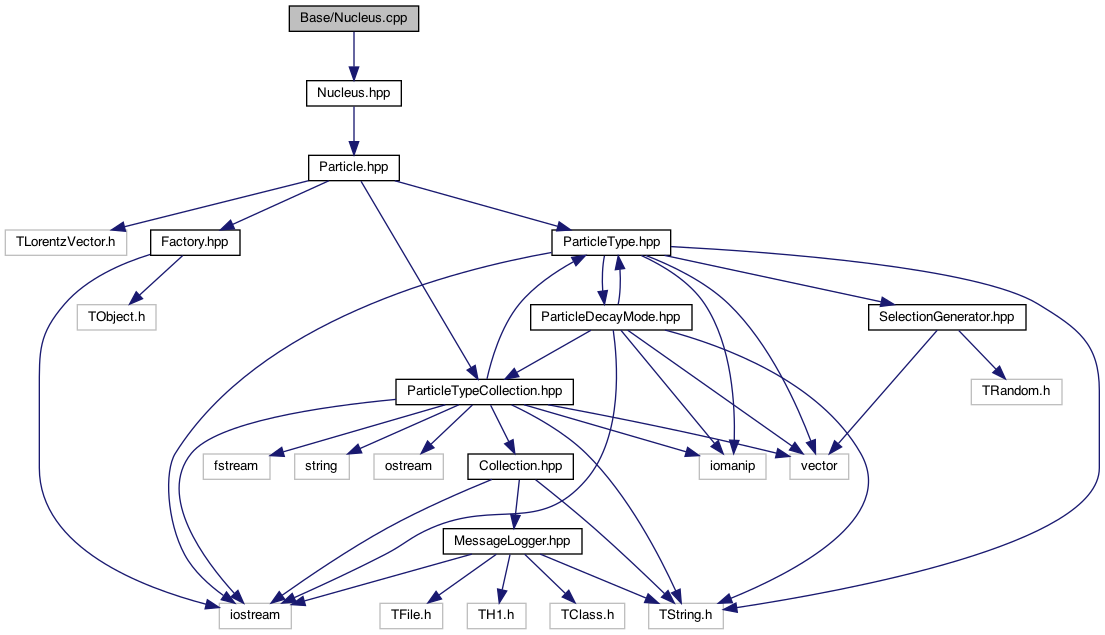 Base/Nucleus.cpp
Nucleus.hpp
Particle.hpp
TLorentzVector.h
Factory.hpp
ParticleType.hpp
TObject.h
ParticleDecayMode.hpp
SelectionGenerator.hpp
ParticleTypeCollection.hpp
TRandom.h
fstream
string
ostream
Collection.hpp
iomanip
vector
MessageLogger.hpp
iostream
TFile.h
TH1.h
TClass.h
TString.h